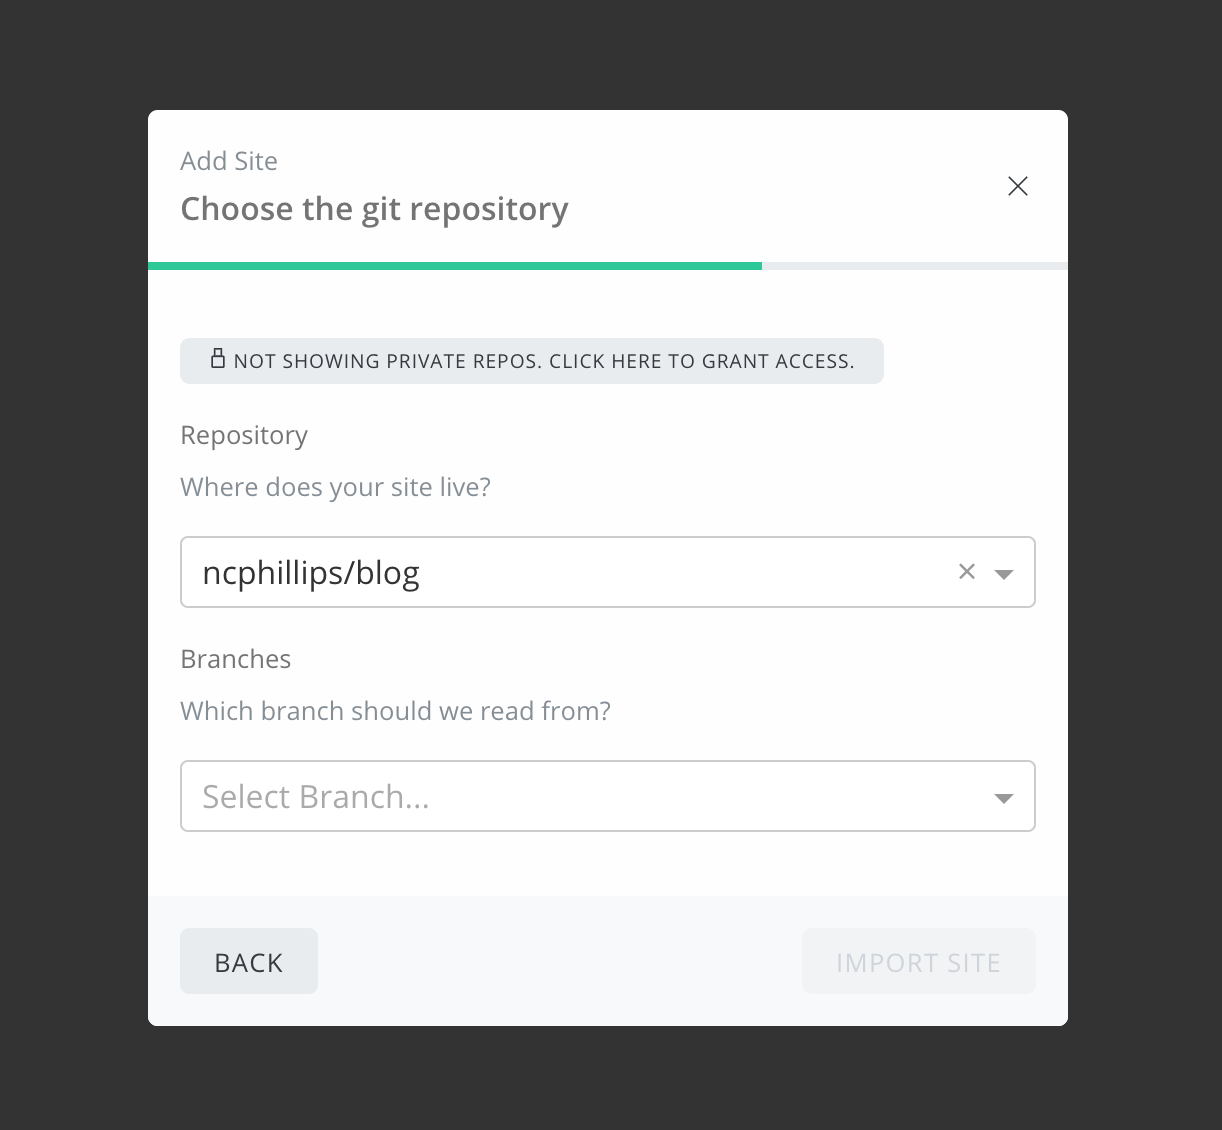 Add Site
Choose the git repository
NOT SHOWING PRIVATE REPOS. CLICK HERE TO GRANT ACCESS.
Repository
Where does your site live?
ncphillips/blog
Branches
Which branch should we read from?
Select Branch...
BACK
IMPORT SITE